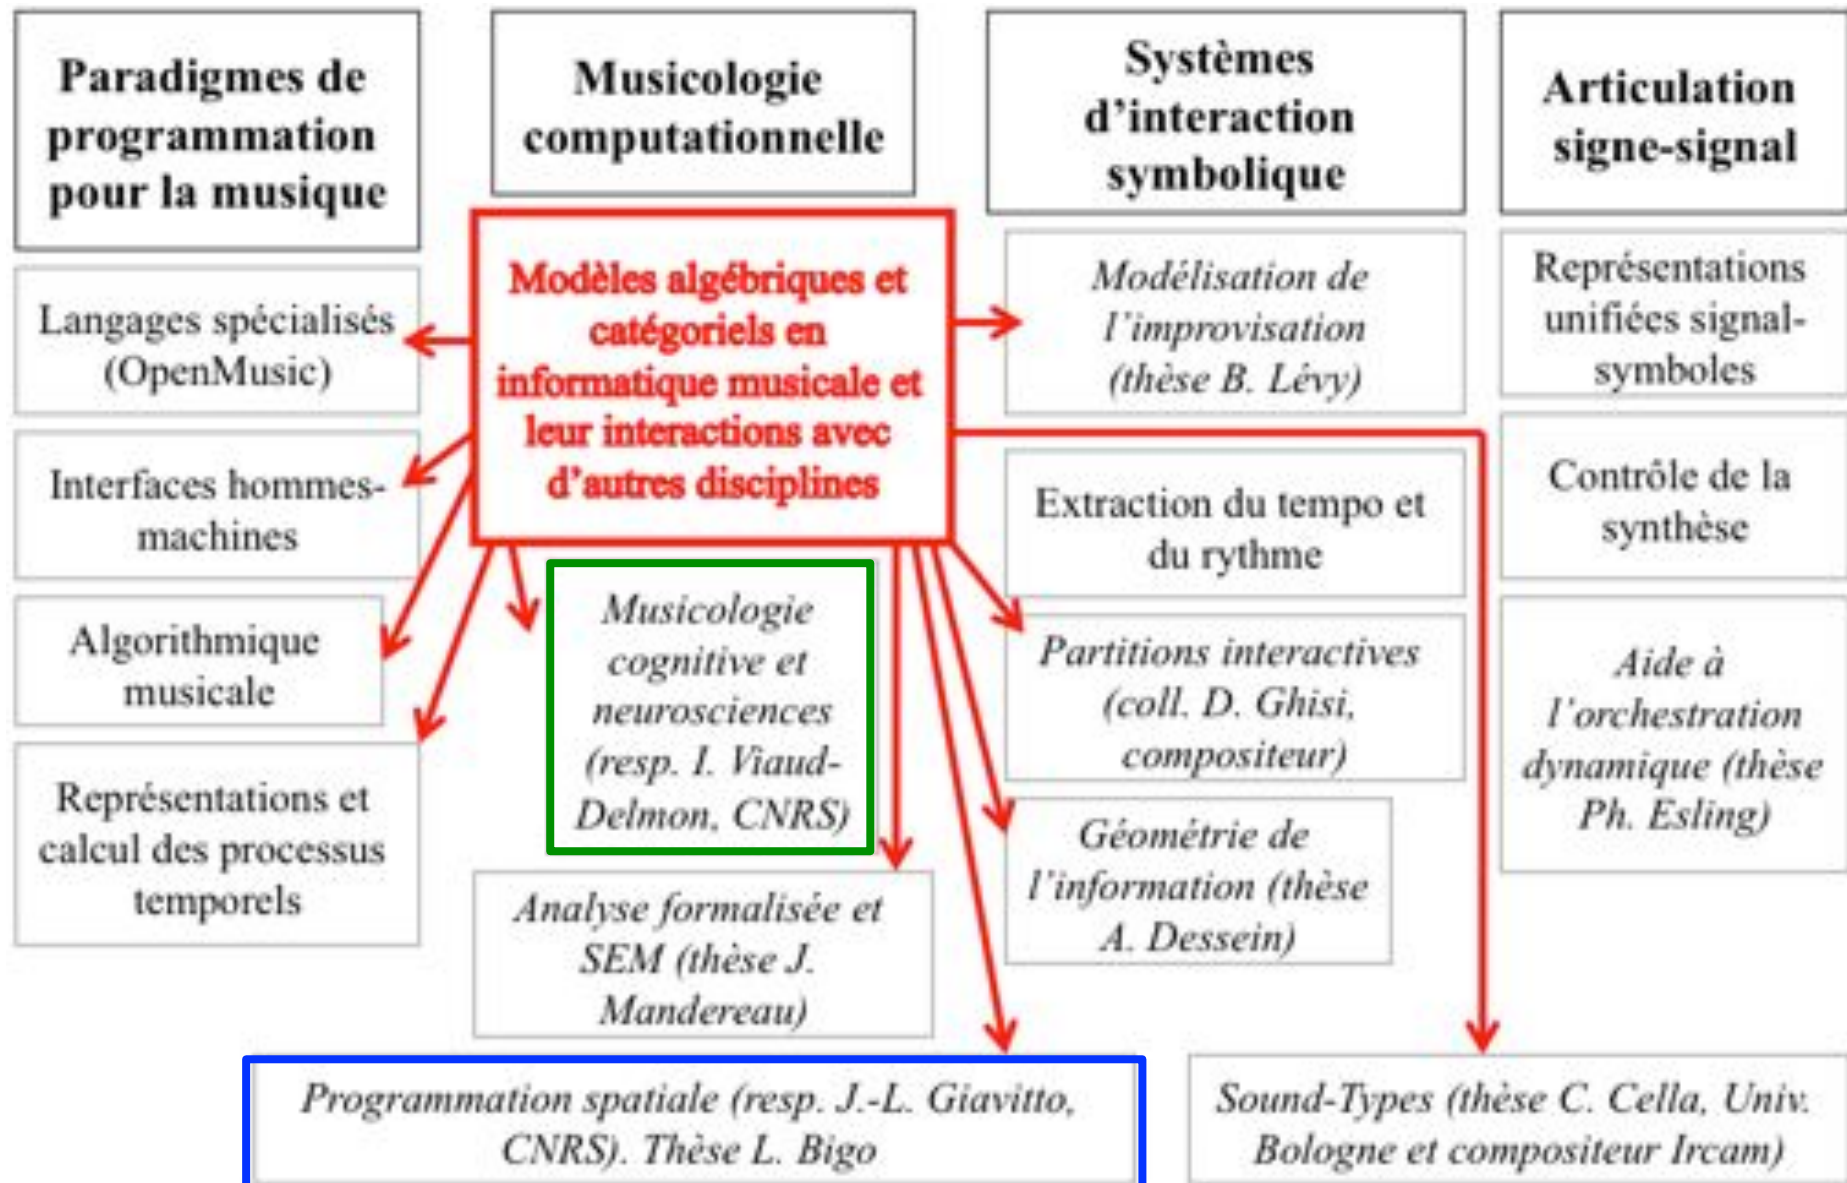 Paradigmes de
programmation
pour la musique
Musicologie
computationnelle
Systèmes
d'interaction
symbolique
Articulation
signe-signal
Langages spécialisés
(OpenMusic)
Interfaces hommes-
machines
Algorithmique
musicale
Représentations et
calcul des processus
temporels
Modèles algébriques et
catégoriels en
informatique musicale et
leur interactions avec
d'autres disciplines
Musicologie
cognitive et
neurosciences
(resp. I. Viaud-
Delmon, CNRS)
Analyse formalisée et
SEM (thèse J.
Mandereau)
Modélisation de
l'improvisation
(thèse B. Lévy)
Extraction du tempo et
du rythme
Partitions interactives
(coll. D. Ghisi,
compositeur)
Géométrie de
l'information (thèse
A. Dessein)
Représentations
unifiées signal-
symboles
Contrôle de la
synthèse
Aide à
l'orchestration
dynamique (thèse
Ph. Esling)
Programmation spatiale (resp. J.-L. Giavitto,
CNRS). Thèse L. Bigo
Sound-Types (thèse C. Cella, Univ.
Bologne et compositeur Ircam)